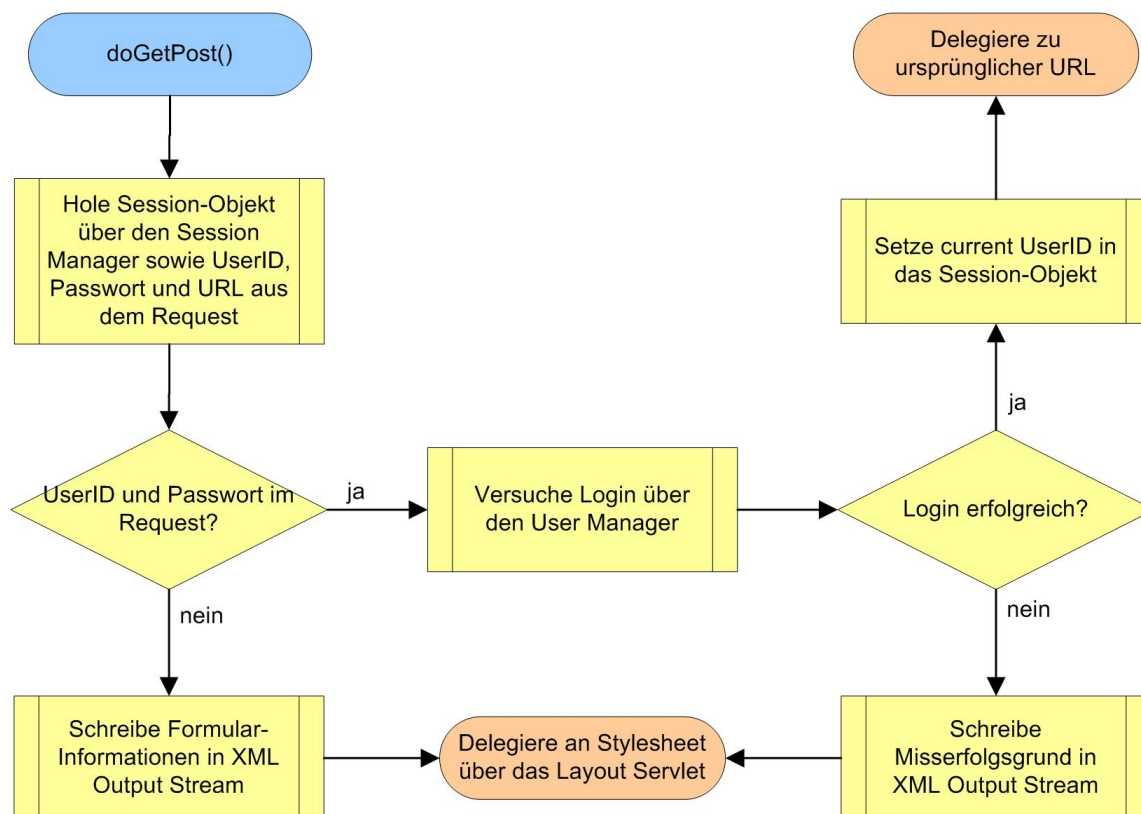 doGetPost()
Delegiere zu
ursprünglicher URL
Hole Session-Objekt
über den Session
Manager sowie UserID,
Passwort und URL aus
dem Request
Setze current UserID in
das Session-Objekt
ja
UserID und Passwort im
Request?
ja
Versuche Login über
den User Manager
Login erfolgreich?
nein
nein
Schreibe Formular-
Informationen in XML
Output Stream
Delegiere an Stylesheet
über das Layout Servlet
Schreibe
Misserfolgsgrund in
XML Output Stream